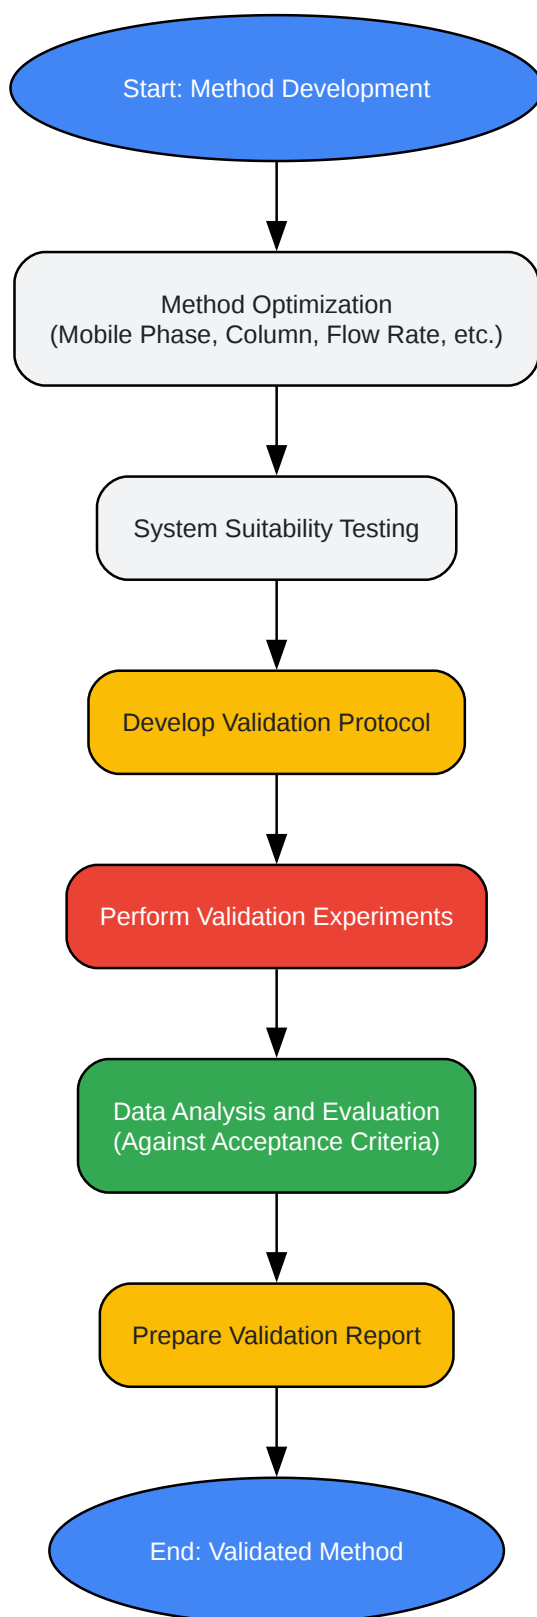 Start: Method Development
Method Optimization
(Mobile Phase, Column, Flow Rate, etc.)
System Suitability Testing
Develop Validation Protocol
Perform Validation Experiments
Data Analysis and Evaluation
(Against Acceptance Criteria)
Prepare Validation Report
End: Validated Method